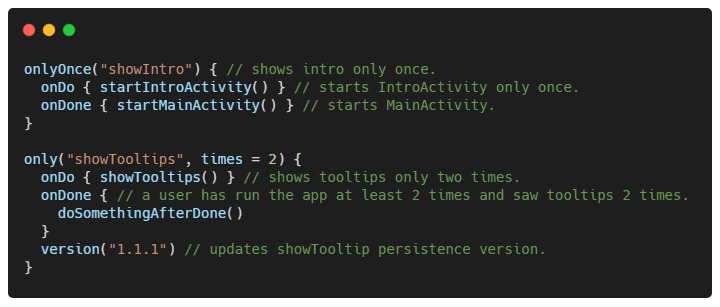 onlyOnce("showIntro") { // shows intro only once.
  onDo { startIntroActivity() } // starts IntroActivity only once.
  onDone { startMainActivity() } // starts MainActivity.
}

only("showTooltips", times = 2) {
  onDo { showTooltips() } // shows tooltips only two times.
  onDone { // a user has run the app at least 2 times and saw tooltips 2 times.
    doSomethingAfterDone()
  }
  version("1.1.1") // updates showTooltip persistence version.
}